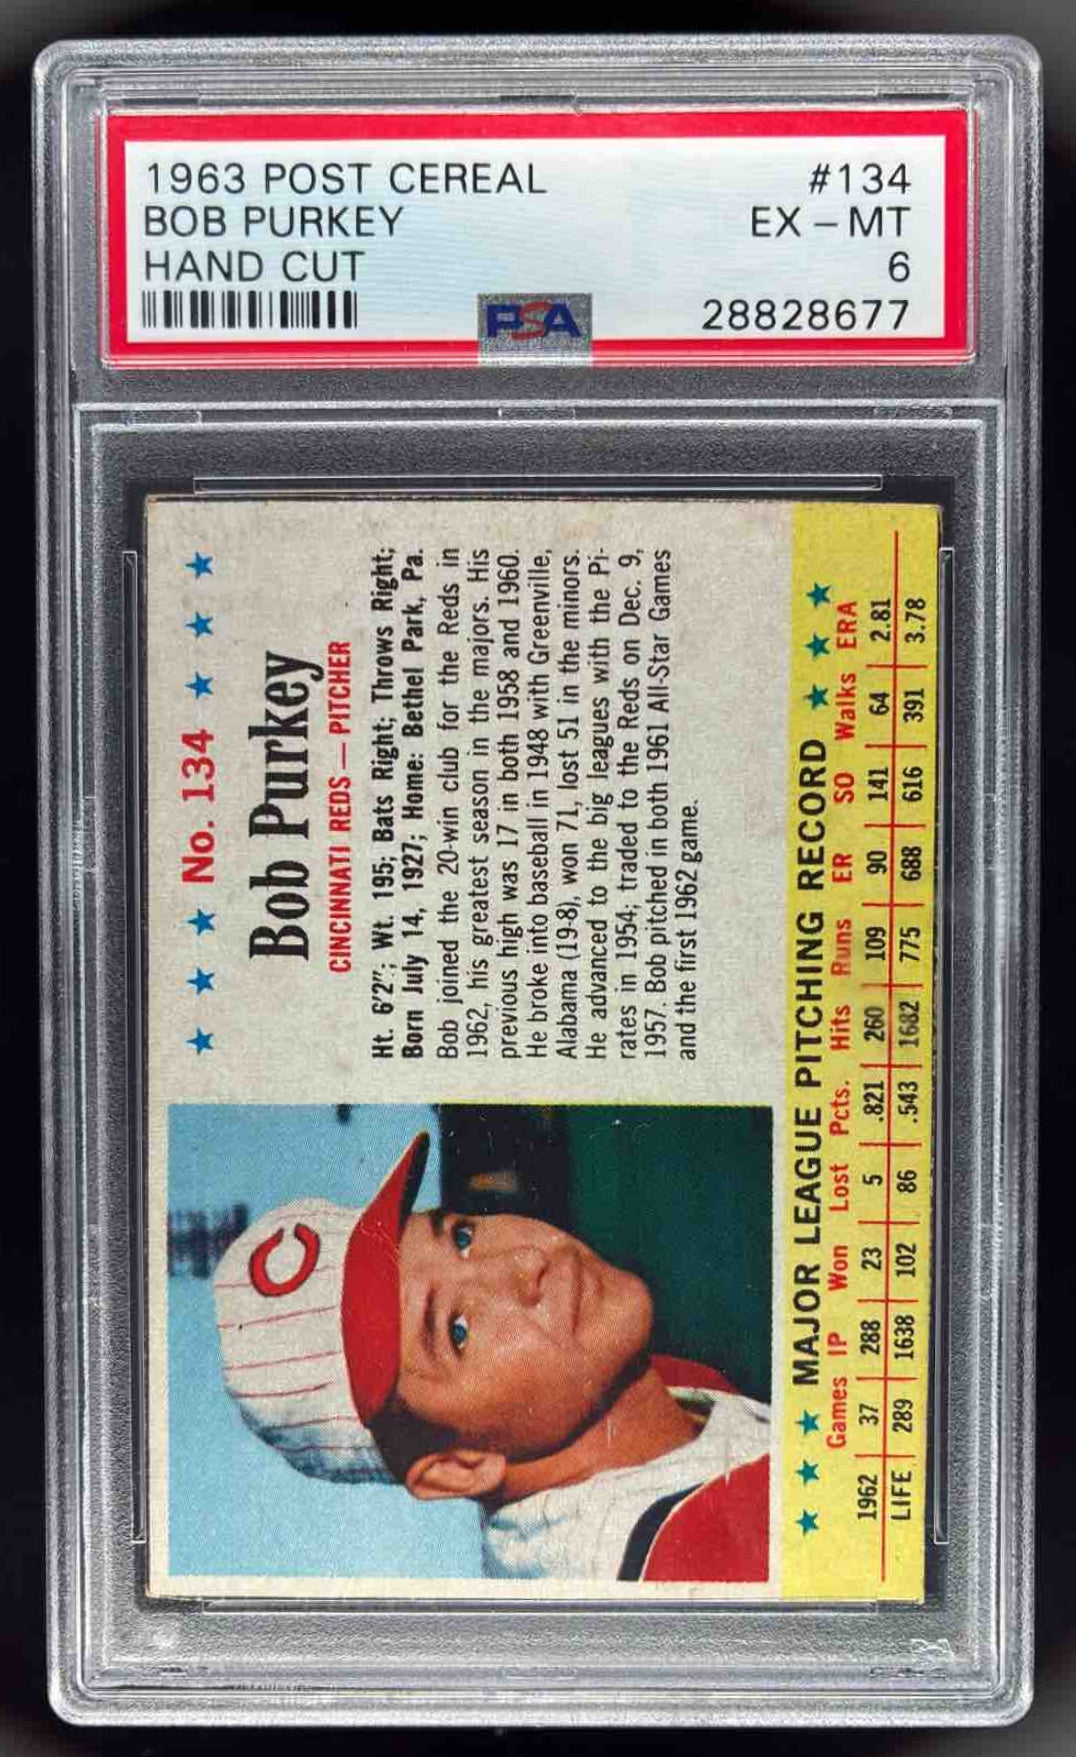 1963 POST CEREAL #134
BOB PURKEY EX - MT
HAND CUT 6
PSA 28828677
No. 134
Bob Purkey
CINCINNATI REDS — PITCHER
Ht. 6'2"; Wt. 195; Bats Right; Throws Right;
Born July 14, 1927; Home: Bethel Park, Pa.
Bob joined the 20-win club for the Reds in
1962, his greatest season in the majors. His
previous high was 17 in both 1958 and 1960.
He broke into baseball in 1948 with Greenville,
Alabama (19-8), won 71, lost 51 in the minors.
He advanced to the big leagues with the Pi-
rates in 1954; traded to the Reds on Dec. 9,
1957. Bob pitched in both 1961 All-Star Games
and the first 1962 game.
C
MAJOR LEAGUE PITCHING RECORD
Games IP Won Lost Pcts. Hits Runs ER SO Walks ERA
1962 37 288 23 5 .821 260 109 90 141 64 2.81
LIFE 289 1638 102 86 .543 1682 775 688 616 391 3.78